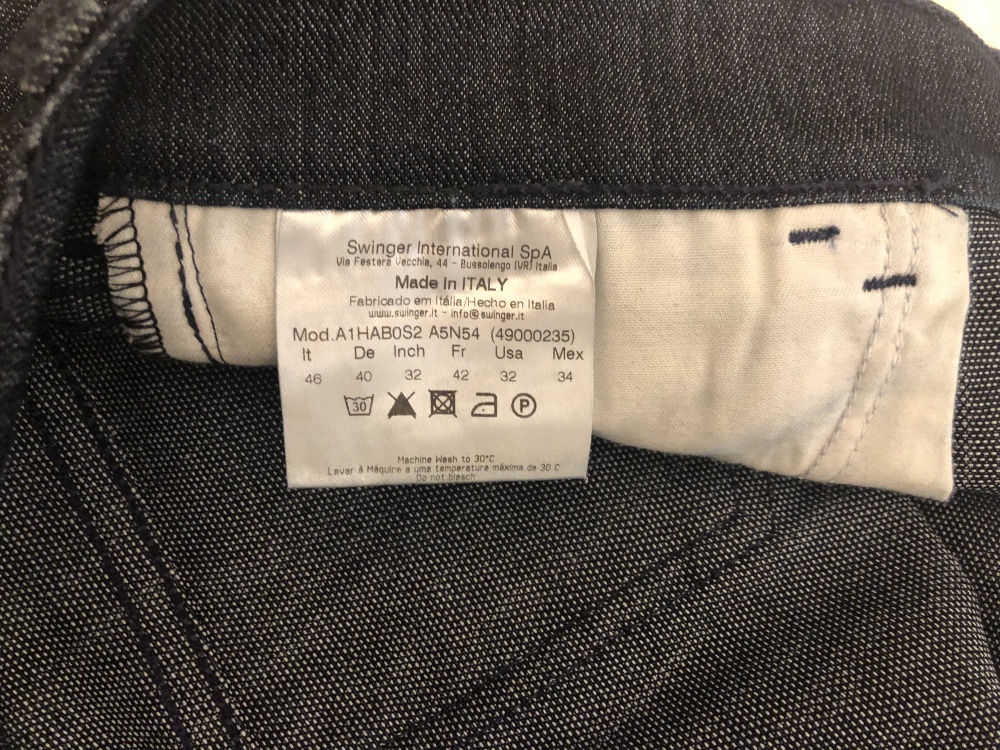 Swinger International SpA
Via Festara Vecchia, 44 - Bussolengo (VR) Italia
Made in ITALY
Fabricado em Itália/Hecho en Italia
www.swinger.it - info@swinger.it
Mod.A1HAB0S2 A5N54 (49000235)
It De Inch Fr Usa Mex
46 40 32 42 32 34
30 P
Machine Wash to 30°C
Lavar á Máquina a uma temperatura máxima de 30 C
Do not bleach